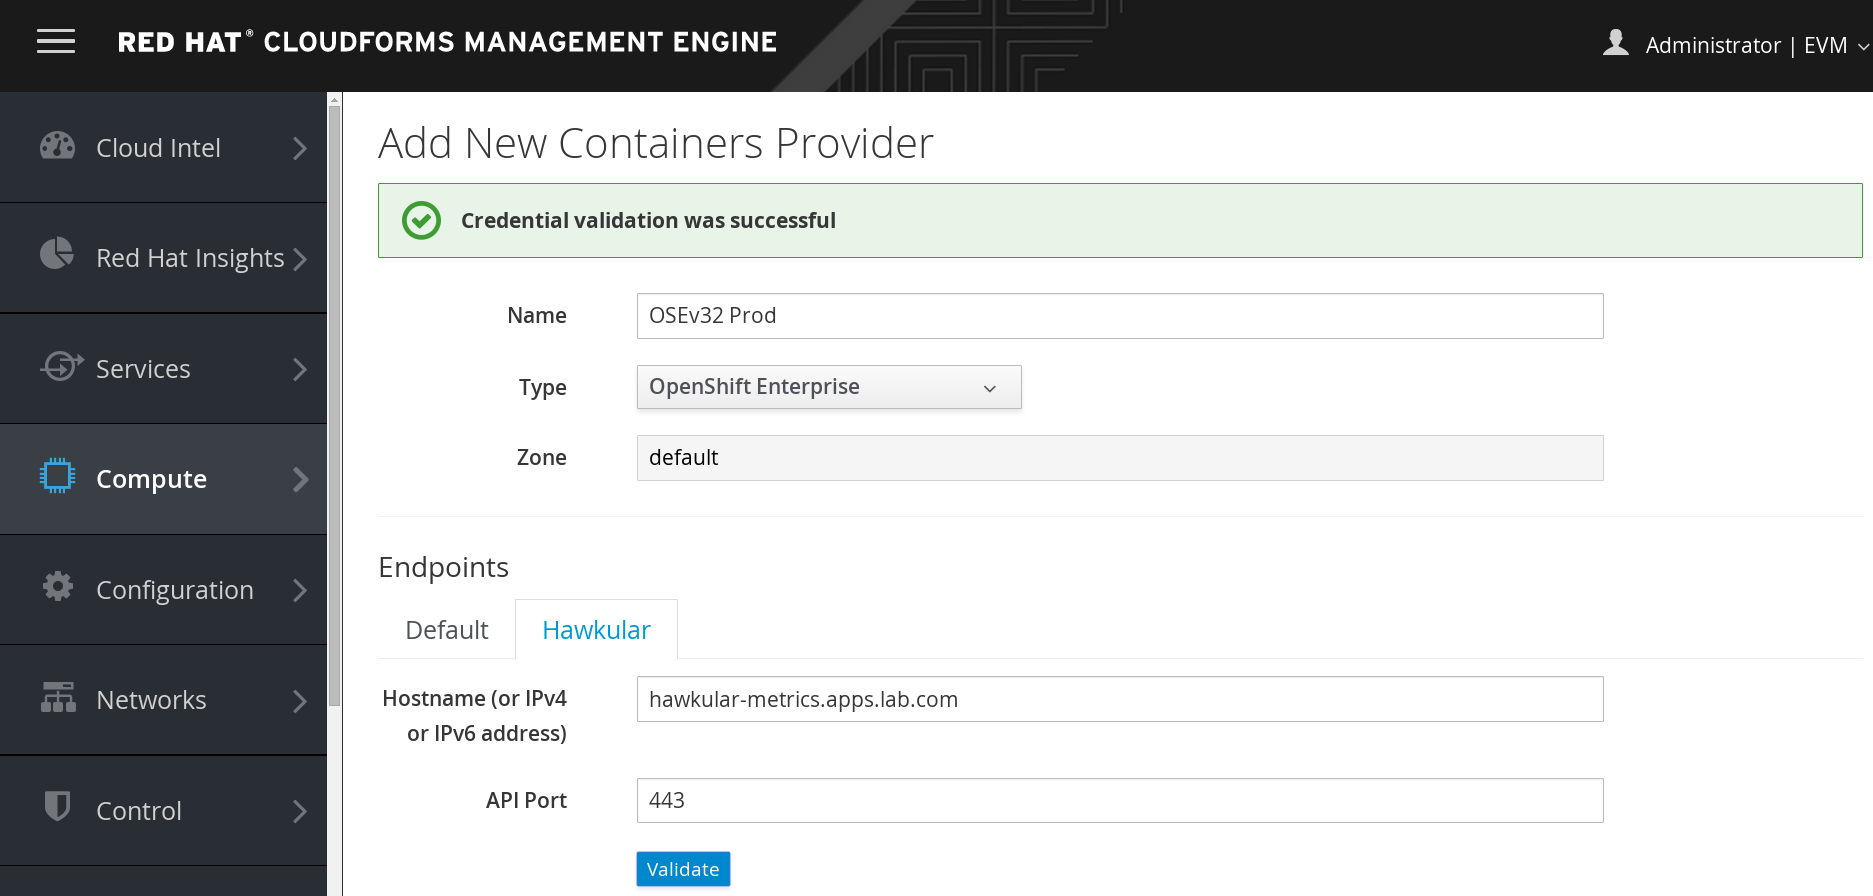 RED HAT® CLOUDFORMS MANAGEMENT ENGINE
Administrator | EVM
Cloud Intel
Red Hat Insights
Services
Compute
Configuration
Networks
Control
Add New Containers Provider
Credential validation was successful
Name
OSEv32 Prod
Type
OpenShift Enterprise
Zone
default
Endpoints
Default
Hawkular
Hostname (or IPv4
or IPv6 address)
hawkular-metrics.apps.lab.com
API Port
443
Validate